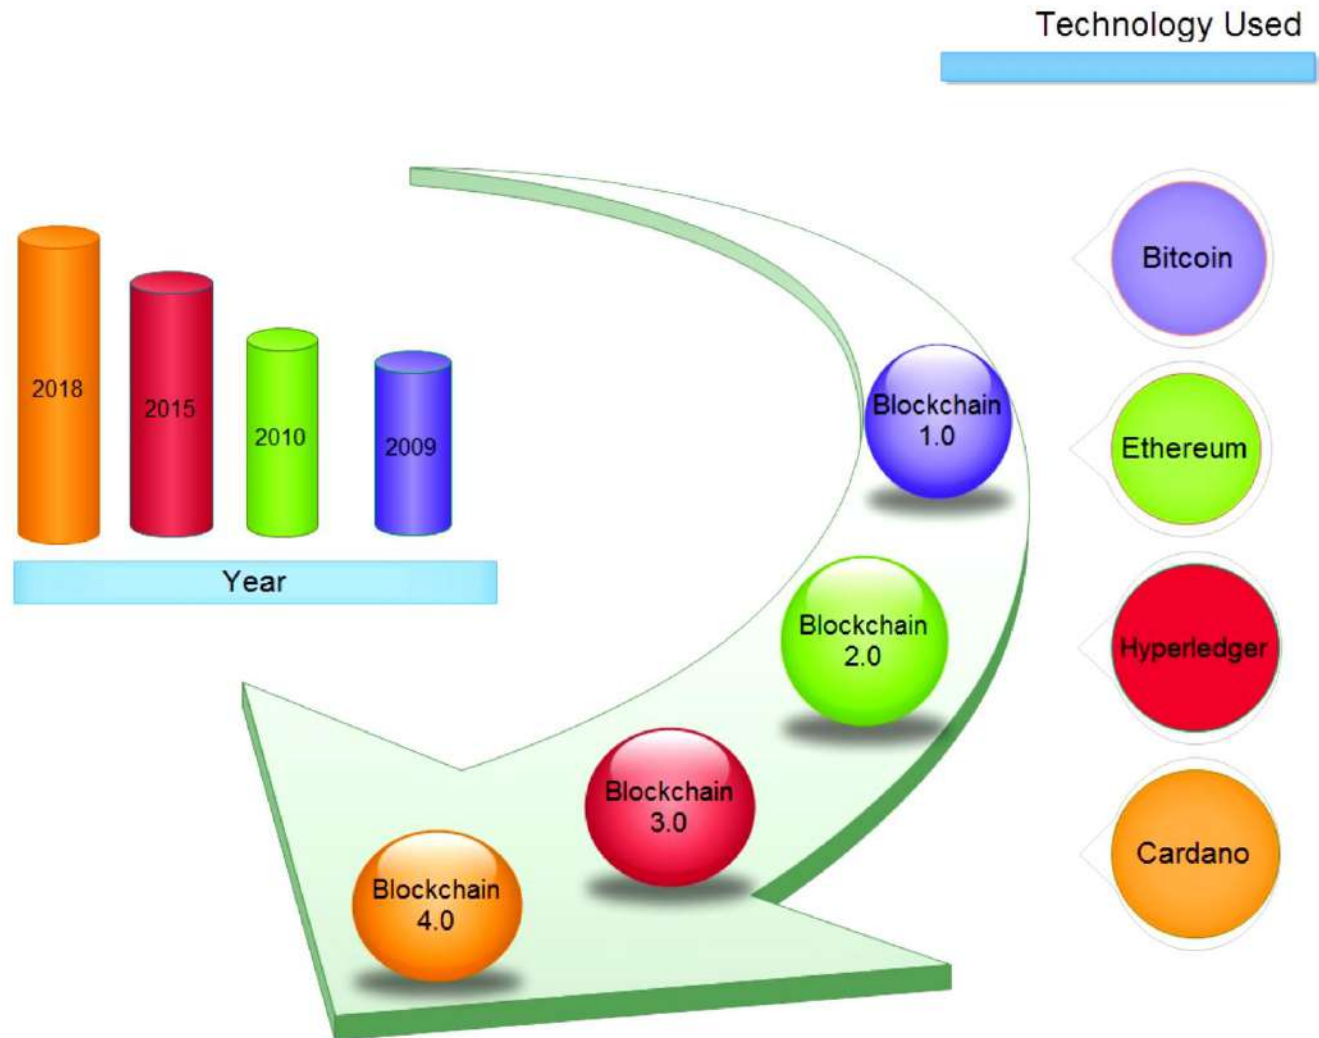 Technology Used
2018
2015
2010
2009
Year
Blockchain
1.0
Blockchain
2.0
Blockchain
3.0
Blockchain
4.0
Bitcoin
Ethereum
Hyperledger
Cardano